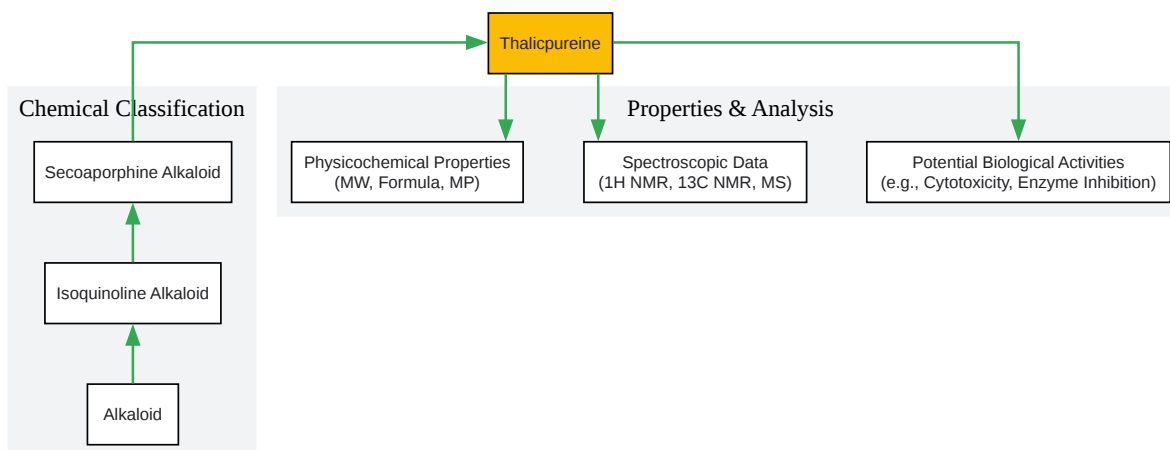 Thalicpureine
Chemical Classification
Secoaporphine Alkaloid
Isoquinoline Alkaloid
Alkaloid
Properties & Analysis
Physicochemical Properties
(MW, Formula, MP)
Spectroscopic Data
(1H NMR, 13C NMR, MS)
Potential Biological Activities
(e.g., Cytotoxicity, Enzyme Inhibition)